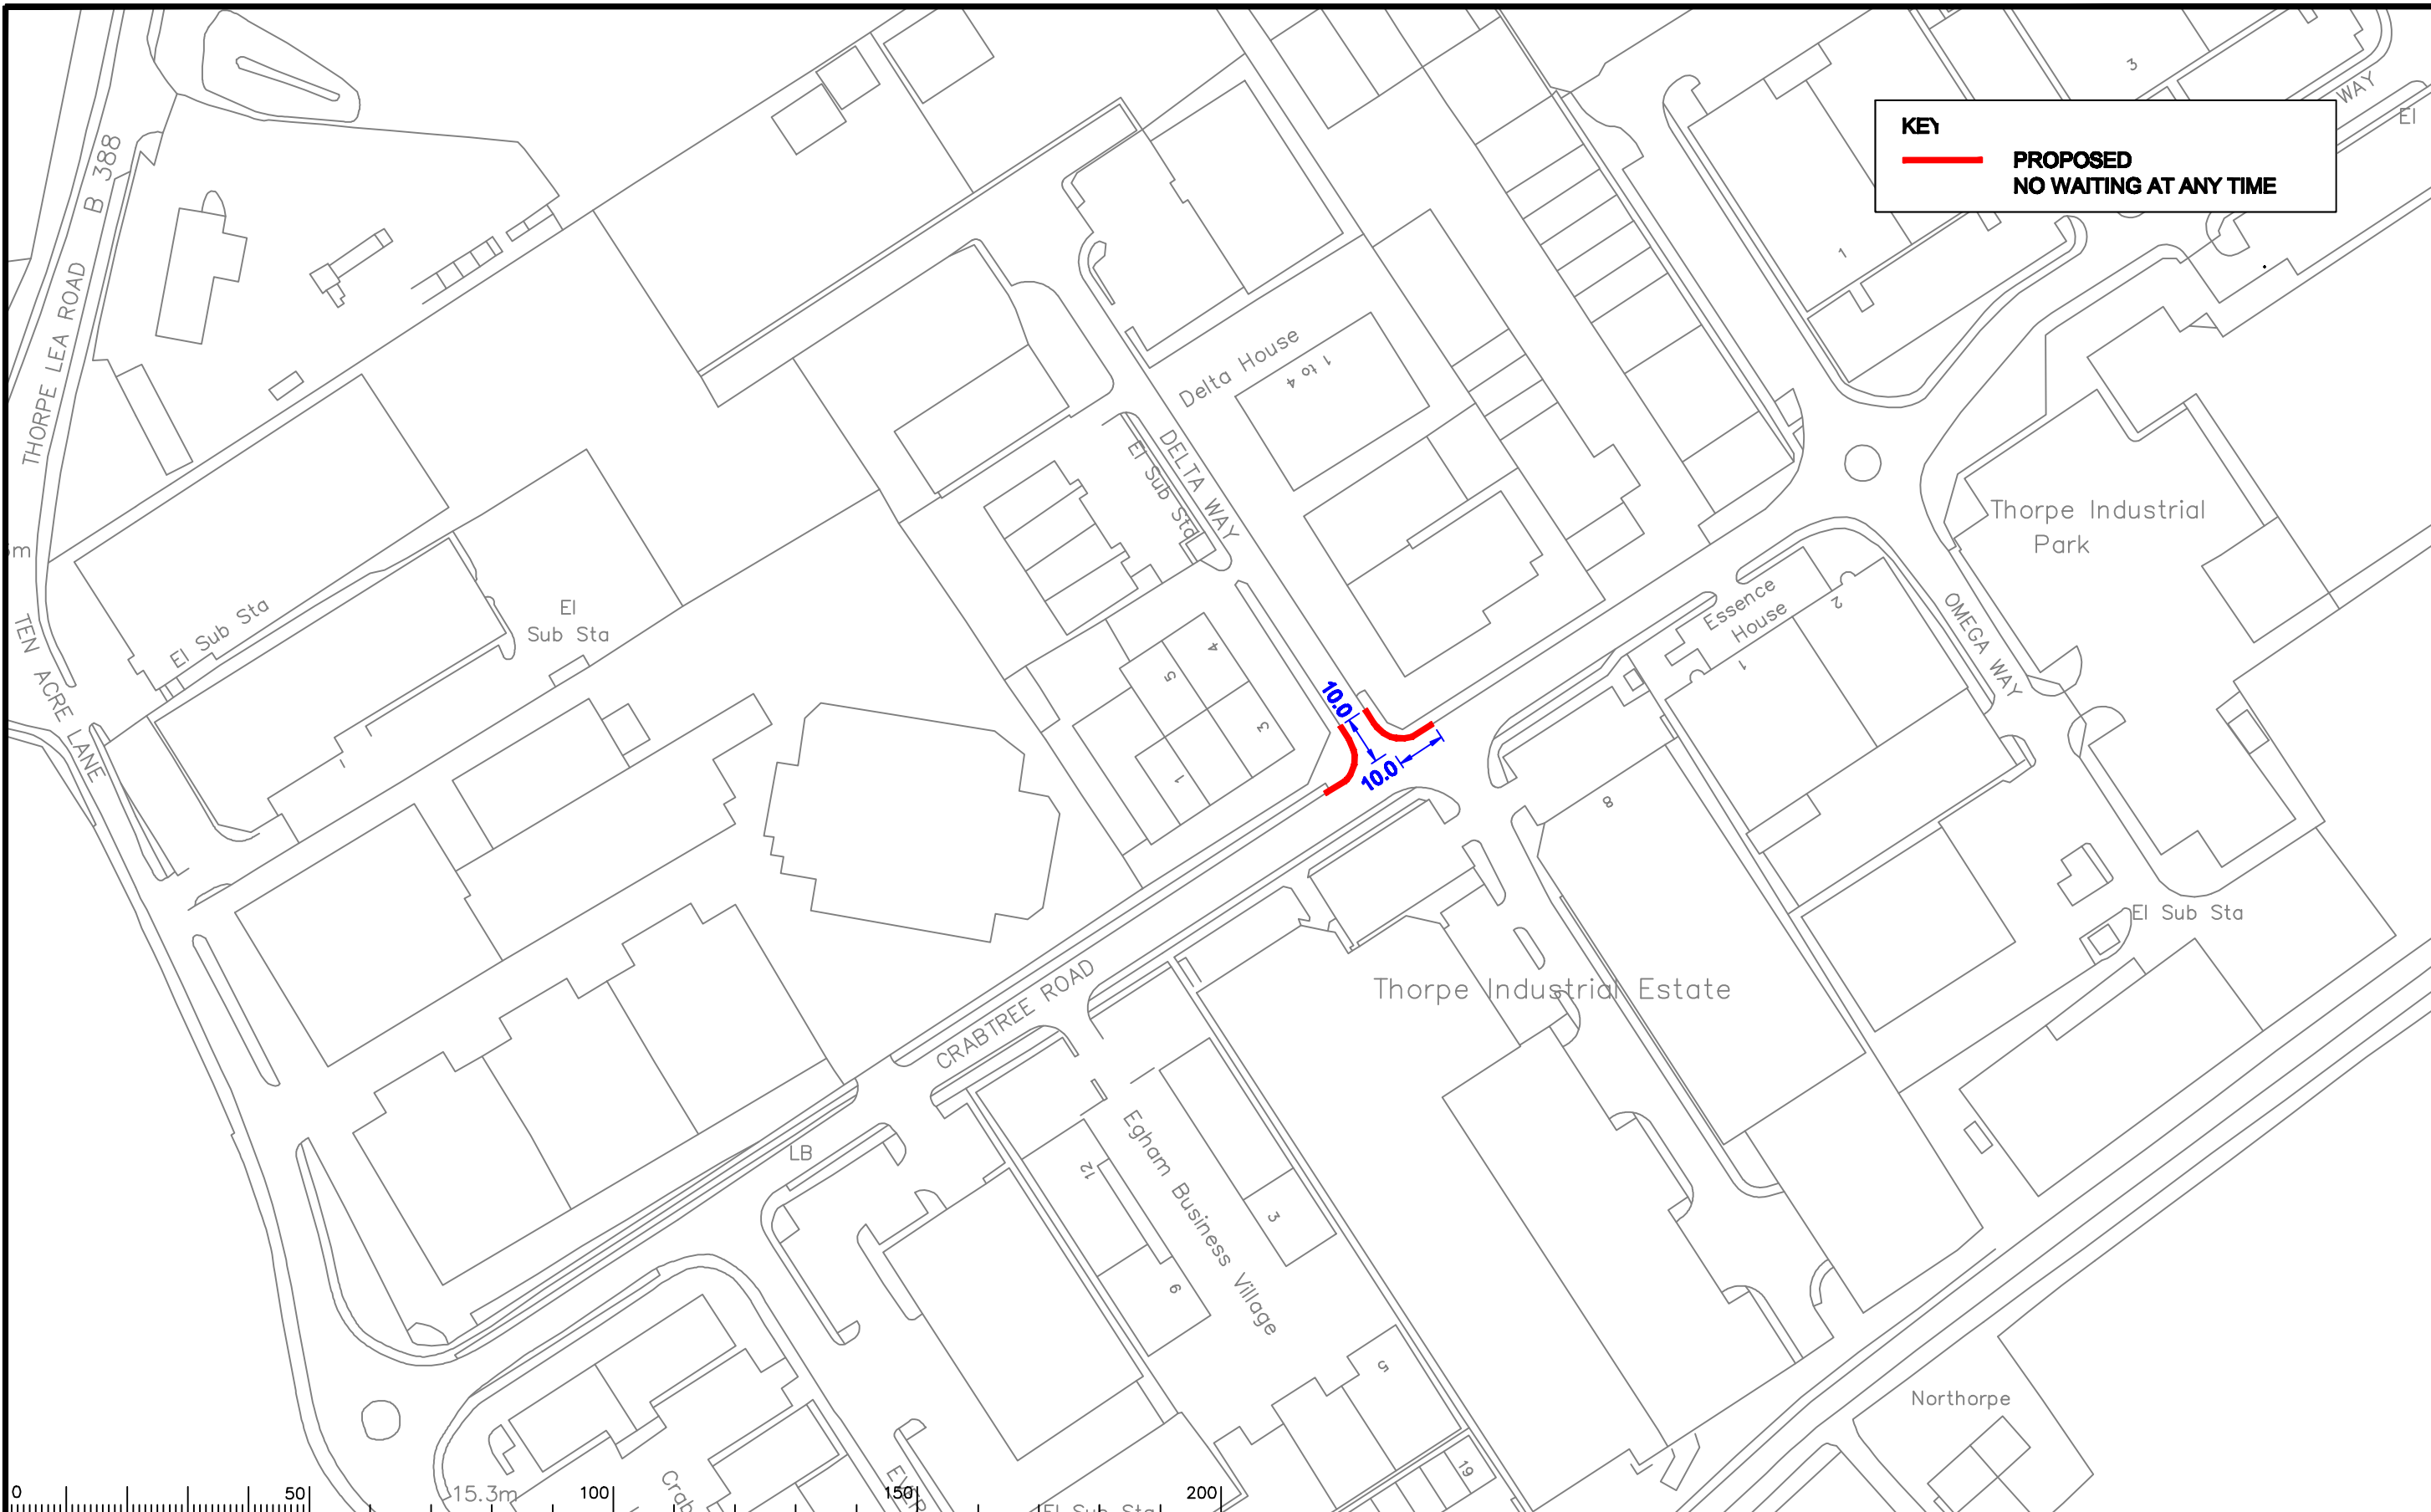 KEY
PROPOSED
NO WAITING AT ANY TIME
3
WAY
El
1
B 388
THORPE LEA ROAD
Delta House
1 to 4
DELTA WAY
El Sub Sta
Thorpe Industrial
Park
Essence
House
2
1
OMEGA WAY
TEN ACRE LANE
El Sub Sta
El
Sub Sta
4
5
3
1
10.0
10.0
8
El Sub Sta
CRABTREE ROAD
Thorpe Industrial Estate
LB
Egham Business Village
12
3
9
5
19
Northorpe
15.3m
El Sub Sta
0
50
100
150
200